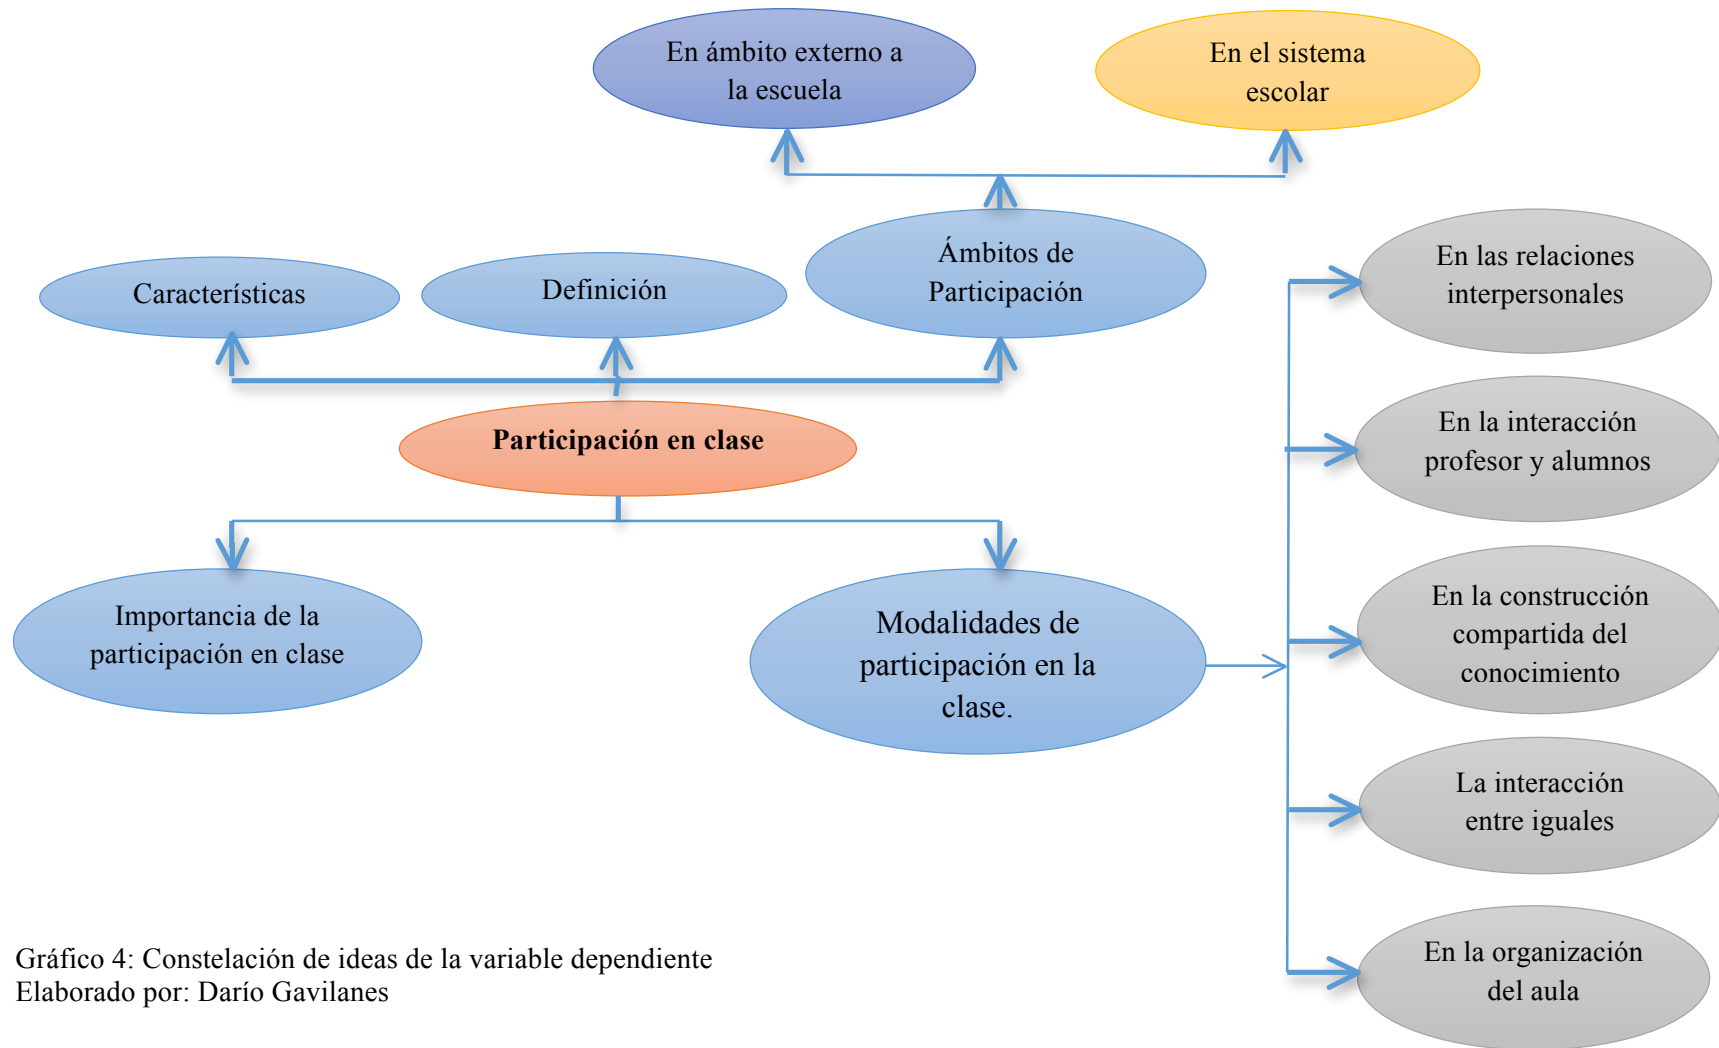 En ámbito externo a
la escuela
En el sistema
escolar
Características
Definición
Ámbitos de
Participación
En las relaciones
interpersonales
Participación en clase
En la interacción
profesor y alumnos
Importancia de la
participación en clase
Modalidades de
participación en la
clase.
En la construcción
compartida del
conocimiento
La interacción
entre iguales
En la organización
del aula
Gráfico 4: Constelación de ideas de la variable dependiente
Elaborado por: Darío Gavilanes